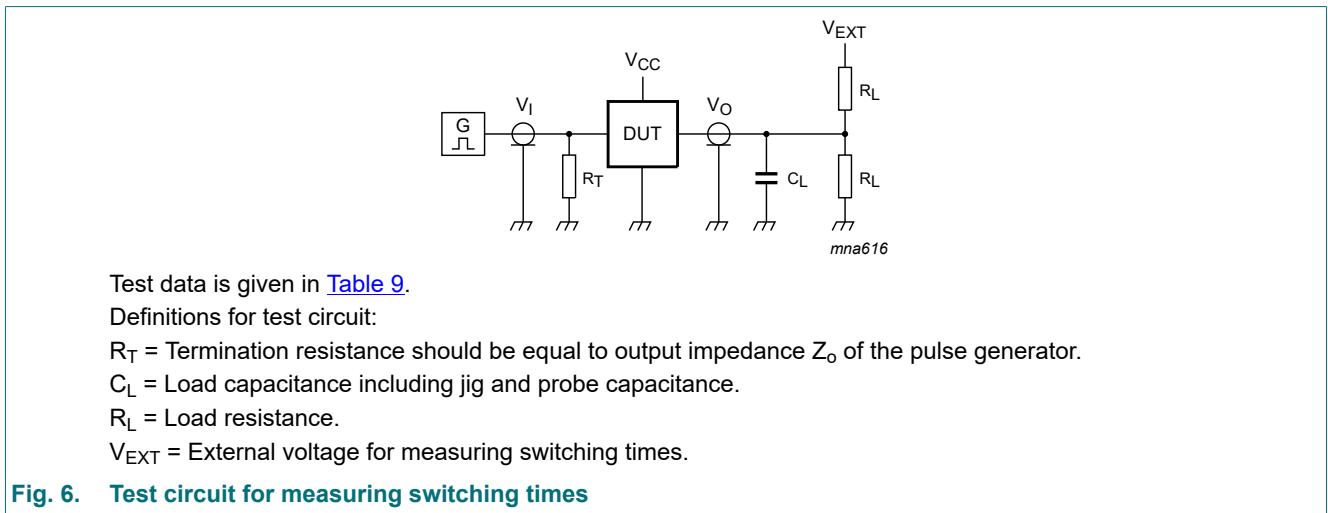 VEXT
VCC
RL
VI
VO
G
DUT
RT
CL
RL
mna616
Test data is given in Table 9.
Definitions for test circuit:
RT = Termination resistance should be equal to output impedance Zo of the pulse generator.
CL = Load capacitance including jig and probe capacitance.
RL = Load resistance.
VEXT = External voltage for measuring switching times.
Fig. 6. Test circuit for measuring switching times